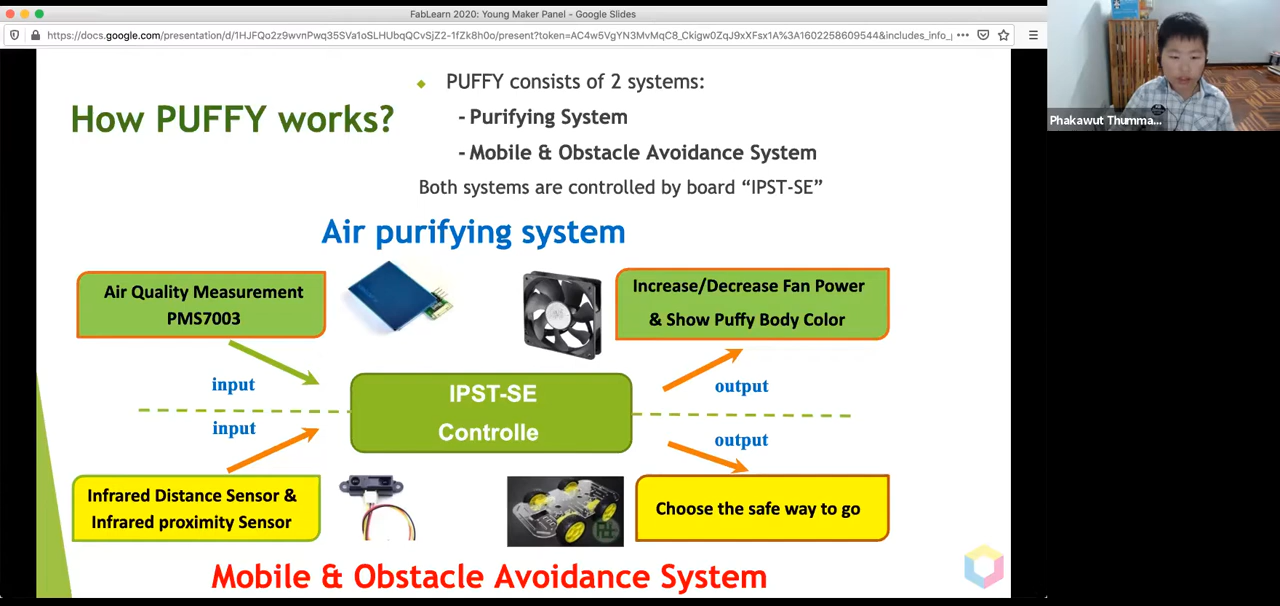 FabLearn 2020: Young Maker Panel - Google Slides
https://docs.google.com/presentation/d/1HJFQo2z9wvnPwq35SVa1oSLHUbqQCvSjZ2-1fZk8h0o/present?token=AC4w5VgYN3MvMqC8_Ckigw0ZqJ9xXFsx1A%3A1602258609544&includes_info_
Phakawut Thumma...
How PUFFY works?
PUFFY consists of 2 systems:
- Purifying System
- Mobile & Obstacle Avoidance System
Both systems are controlled by board “IPST-SE”
Air purifying system
Air Quality Measurement
PMS7003
Increase/Decrease Fan Power
& Show Puffy Body Color
input
output
IPST-SE
Controlle
input
output
Infrared Distance Sensor &
Infrared proximity Sensor
Choose the safe way to go
Mobile & Obstacle Avoidance System